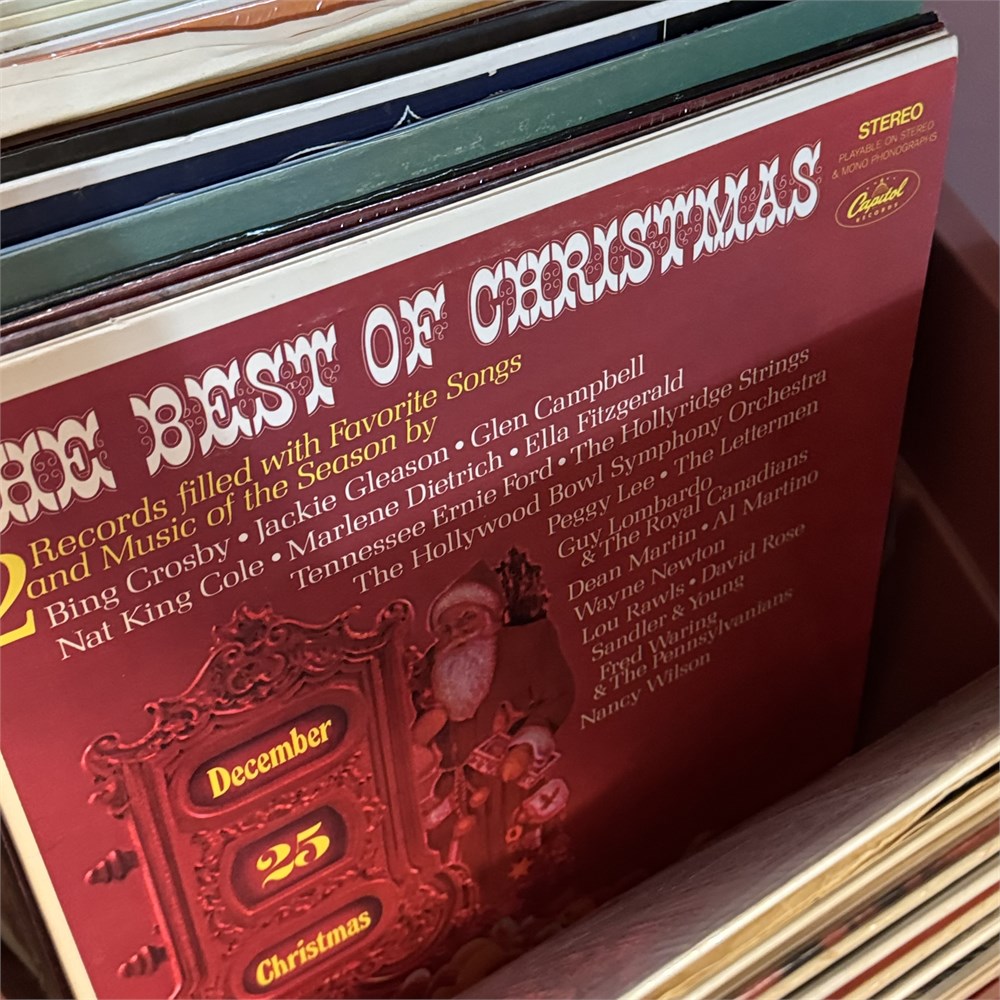 STEREO
PLAYABLE ON STEREO
& MONO PHONOGRAPHS
Capitol
RECORDS
THE BEST OF CHRISTMAS
2 Records filled with Favorite Songs
and Music of the Season by
Bing Crosby • Jackie Gleason • Glen Campbell
Nat King Cole • Marlene Dietrich • Ella Fitzgerald
Tennessee Ernie Ford • The Hollyridge Strings
The Hollywood Bowl Symphony Orchestra
Peggy Lee • The Lettermen
Guy Lombardo
& The Royal Canadians
Dean Martin • Al Martino
Wayne Newton
Lou Rawls • David Rose
Sandler & Young
Fred Waring
& The Pennsylvanians
Nancy Wilson
December
25
Christmas